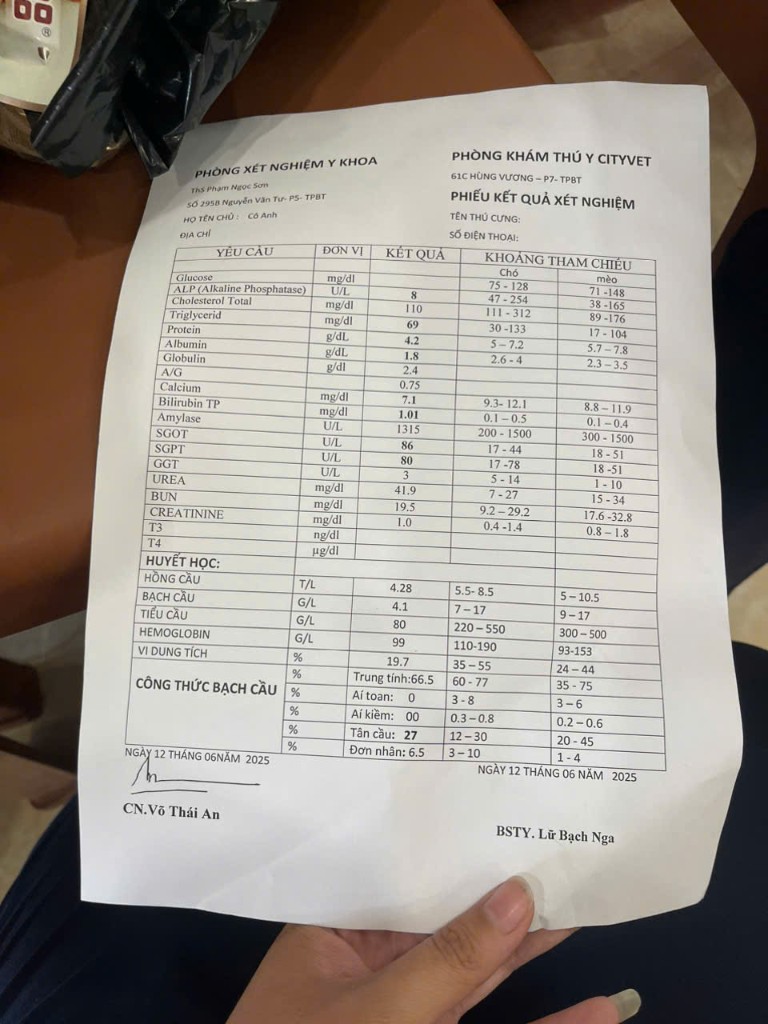 PHÒNG XÉT NGHIỆM Y KHOA
ThS Phạm Ngọc Sơn
SỐ 295B Nguyễn Văn Tư- P5- TPBT
HỌ TÊN CHỦ : Cô Anh
ĐỊA CHỈ
PHÒNG KHÁM THÚ Y CITYVET
61C HÙNG VƯƠNG – P7- TPBT
PHIẾU KẾT QUẢ XÉT NGHIỆM
TÊN THÚ CƯNG:
SỐ ĐIỆN THOẠI:
YÊU CẦU ĐƠN VỊ KẾT QUẢ KHOẢNG THAM CHIẾU
Chó mèo
Glucose mg/dl 75 - 128 71 -148
ALP (Alkaline Phosphatase) U/L 8 47 - 254 38 -165
Cholesterol Total mg/dl 110 111 - 312 89 -176
Triglycerid mg/dl 69 30 -133 17 - 104
Protein g/dL 4.2 5 – 7.2 5.7 – 7.8
Albumin g/dL 1.8 2.6 - 4 2.3 – 3.5
Globulin g/dl 2.4
A/G 0.75
Calcium mg/dl 7.1 9.3- 12.1 8.8 – 11.9
Bilirubin TP mg/dl 1.01 0.1 – 0.5 0.1 – 0.4
Amylase U/L 1315 200 - 1500 300 - 1500
SGOT U/L 86 17 - 44 18 - 51
SGPT U/L 80 17 -78 18 -51
GGT U/L 3 5 - 14 1 - 10
UREA mg/dl 41.9 7 - 27 15 - 34
BUN mg/dl 19.5 9.2 – 29.2 17.6 -32.8
CREATININE mg/dl 1.0 0.4 -1.4 0.8 – 1.8
T3 ng/dl
T4 µg/dl
HUYẾT HỌC:
HỒNG CẦU T/L 4.28 5.5- 8.5 5 – 10.5
BẠCH CẦU G/L 4.1 7 – 17 9 – 17
TIỂU CẦU G/L 80 220 – 550 300 – 500
HEMOGLOBIN G/L 99 110-190 93-153
VI DUNG TÍCH % 19.7 35 – 55 24 – 44
CÔNG THỨC BẠCH CẦU % Trung tính:66.5 60 - 77 35 - 75
% Aí toan: 0 3 - 8 3 – 6
% Aí kiềm: 00 0.3 – 0.8 0.2 – 0.6
% Tân cầu: 27 12 – 30 20 - 45
% Đơn nhân: 6.5 3 – 10 1 - 4
NGÀY 12 THÁNG 06NĂM 2025
NGÀY 12 THÁNG 06 NĂM 2025
CN.Võ Thái An
BSTY. Lữ Bạch Nga